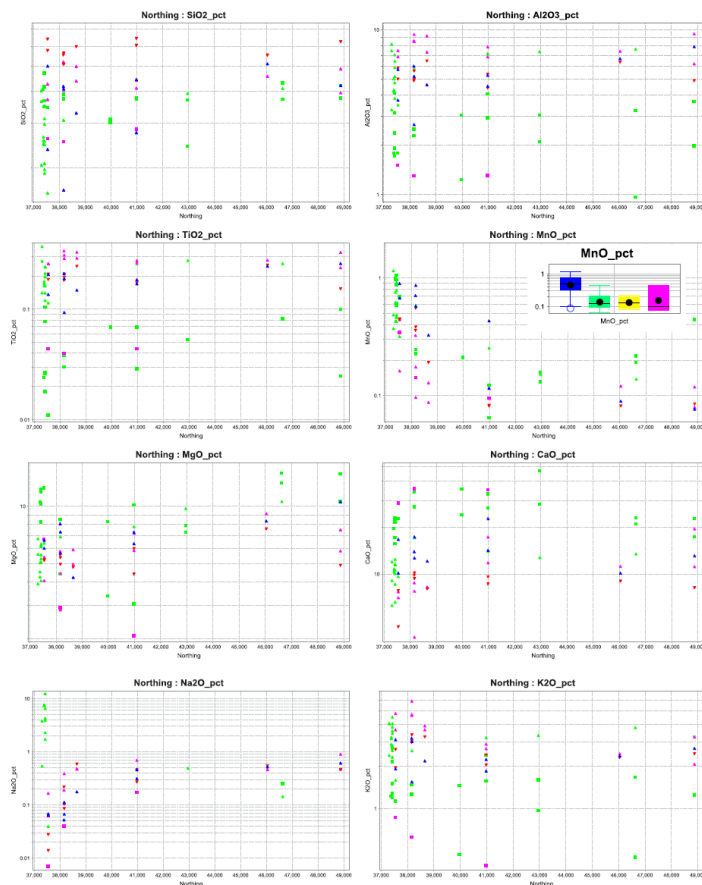 Northing : SiO2_pct
SiO2_pct
37,000 38,000 39,000 40,000 41,000 42,000 43,000 44,000 45,000 46,000 47,000 48,000 49,000
Northing
Northing : Al2O3_pct
10
Al2O3_pct
1
37,000 38,000 39,000 40,000 41,000 42,000 43,000 44,000 45,000 46,000 47,000 48,000 49,000
Northing
Northing : TiO2_pct
0.1
TiO2_pct
0.01
37,000 38,000 39,000 40,000 41,000 42,000 43,000 44,000 45,000 46,000 47,000 48,000 49,000
Northing
Northing : MnO_pct
MnO_pct
1
0.1
MnO_pct
1
MnO_pct
0.1
37,000 38,000 39,000 40,000 41,000 42,000 43,000 44,000 45,000 46,000 47,000 48,000 49,000
Northing
Northing : MgO_pct
10
MgO_pct
37,000 38,000 39,000 40,000 41,000 42,000 43,000 44,000 45,000 46,000 47,000 48,000 49,000
Northing
Northing : CaO_pct
CaO_pct
10
37,000 38,000 39,000 40,000 41,000 42,000 43,000 44,000 45,000 46,000 47,000 48,000 49,000
Northing
Northing : Na2O_pct
10
1
Na2O_pct
0.1
0.01
37,000 38,000 39,000 40,000 41,000 42,000 43,000 44,000 45,000 46,000 47,000 48,000 49,000
Northing
Northing : K2O_pct
K2O_pct
1
37,000 38,000 39,000 40,000 41,000 42,000 43,000 44,000 45,000 46,000 47,000 48,000 49,000
Northing